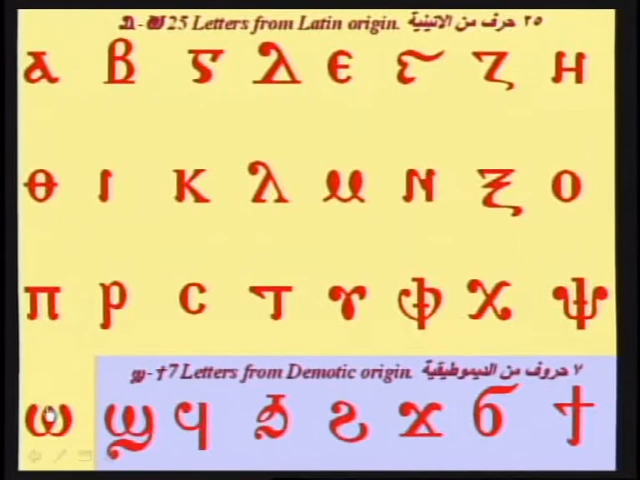 ⲁ - ⲱ 25 Letters from Latin origin. ٢٥ حرف من الاتينية
ⲁ ⲃ ⲅ ⲇ ⲉ ⲋ ⲍ ⲏ
ⲑ ⲓ ⲕ ⲗ ⲙ ⲛ ⲝ ⲟ
ⲡ ⲣ ⲥ ⲧ ⲩ ⲫ ⲭ ⲯ
ϣ - ϯ 7 Letters from Demotic origin. ٧ حروف من الديموطيقية
ⲱ ϣ ϥ ϧ ϩ ϫ ϭ ϯ